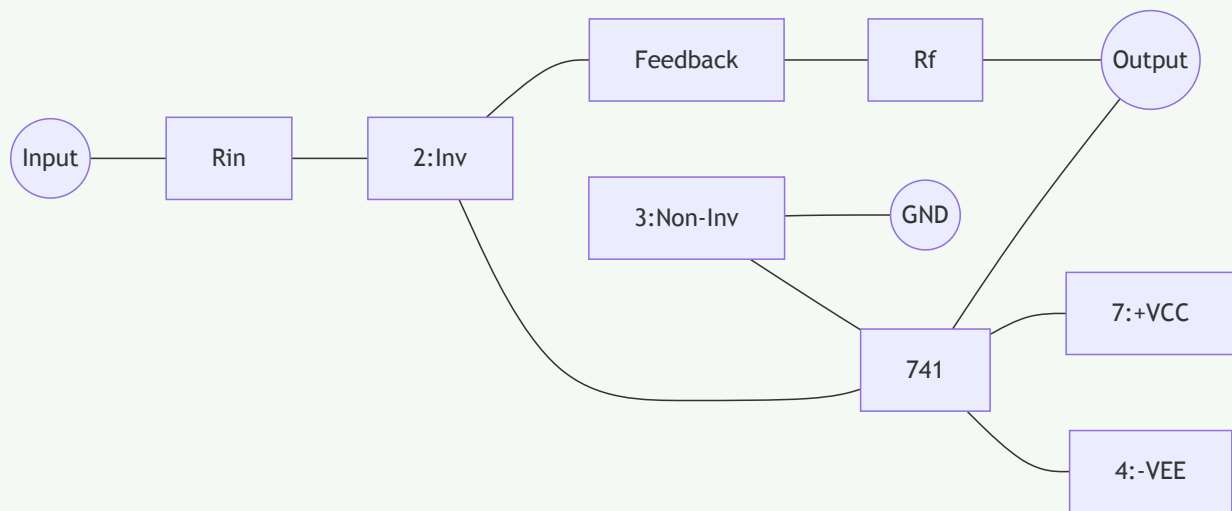 Feedback
Rf
Output
Input
Rin
2:Inv
3:Non-Inv
GND
7:+VCC
741
4:-VEE